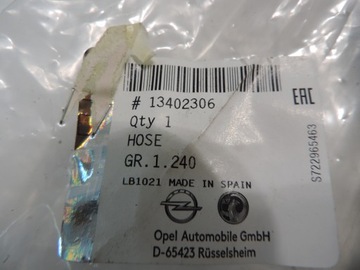 # 13402306
Qty 1
HOSE
GR.1.240
LB1021 MADE IN SPAIN
Opel Automobile GmbH
D-65423 Rüsselsheim
EAC
S722965463